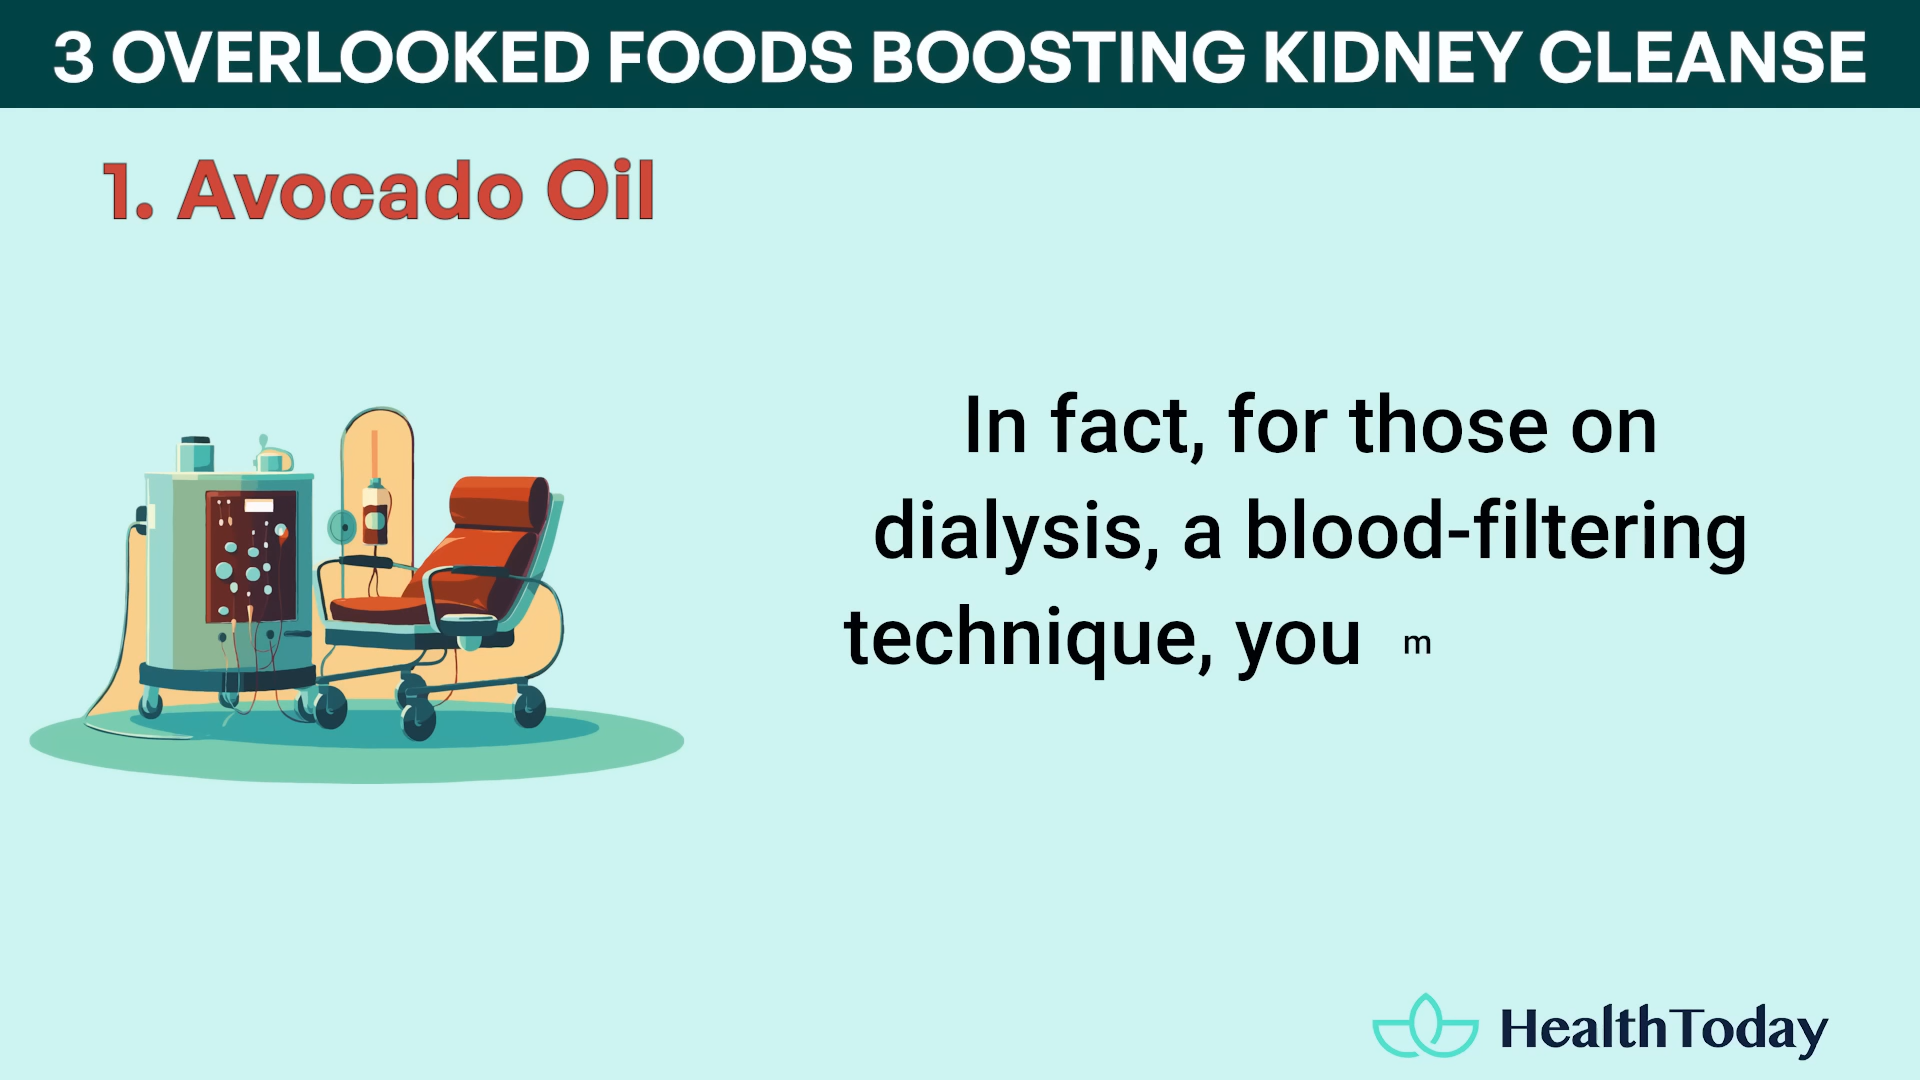 3 OVERLOOKED FOODS BOOSTING KIDNEY CLEANSE
1. Avocado Oil
In fact, for those on
dialysis, a blood-filtering
technique, you m
HealthToday